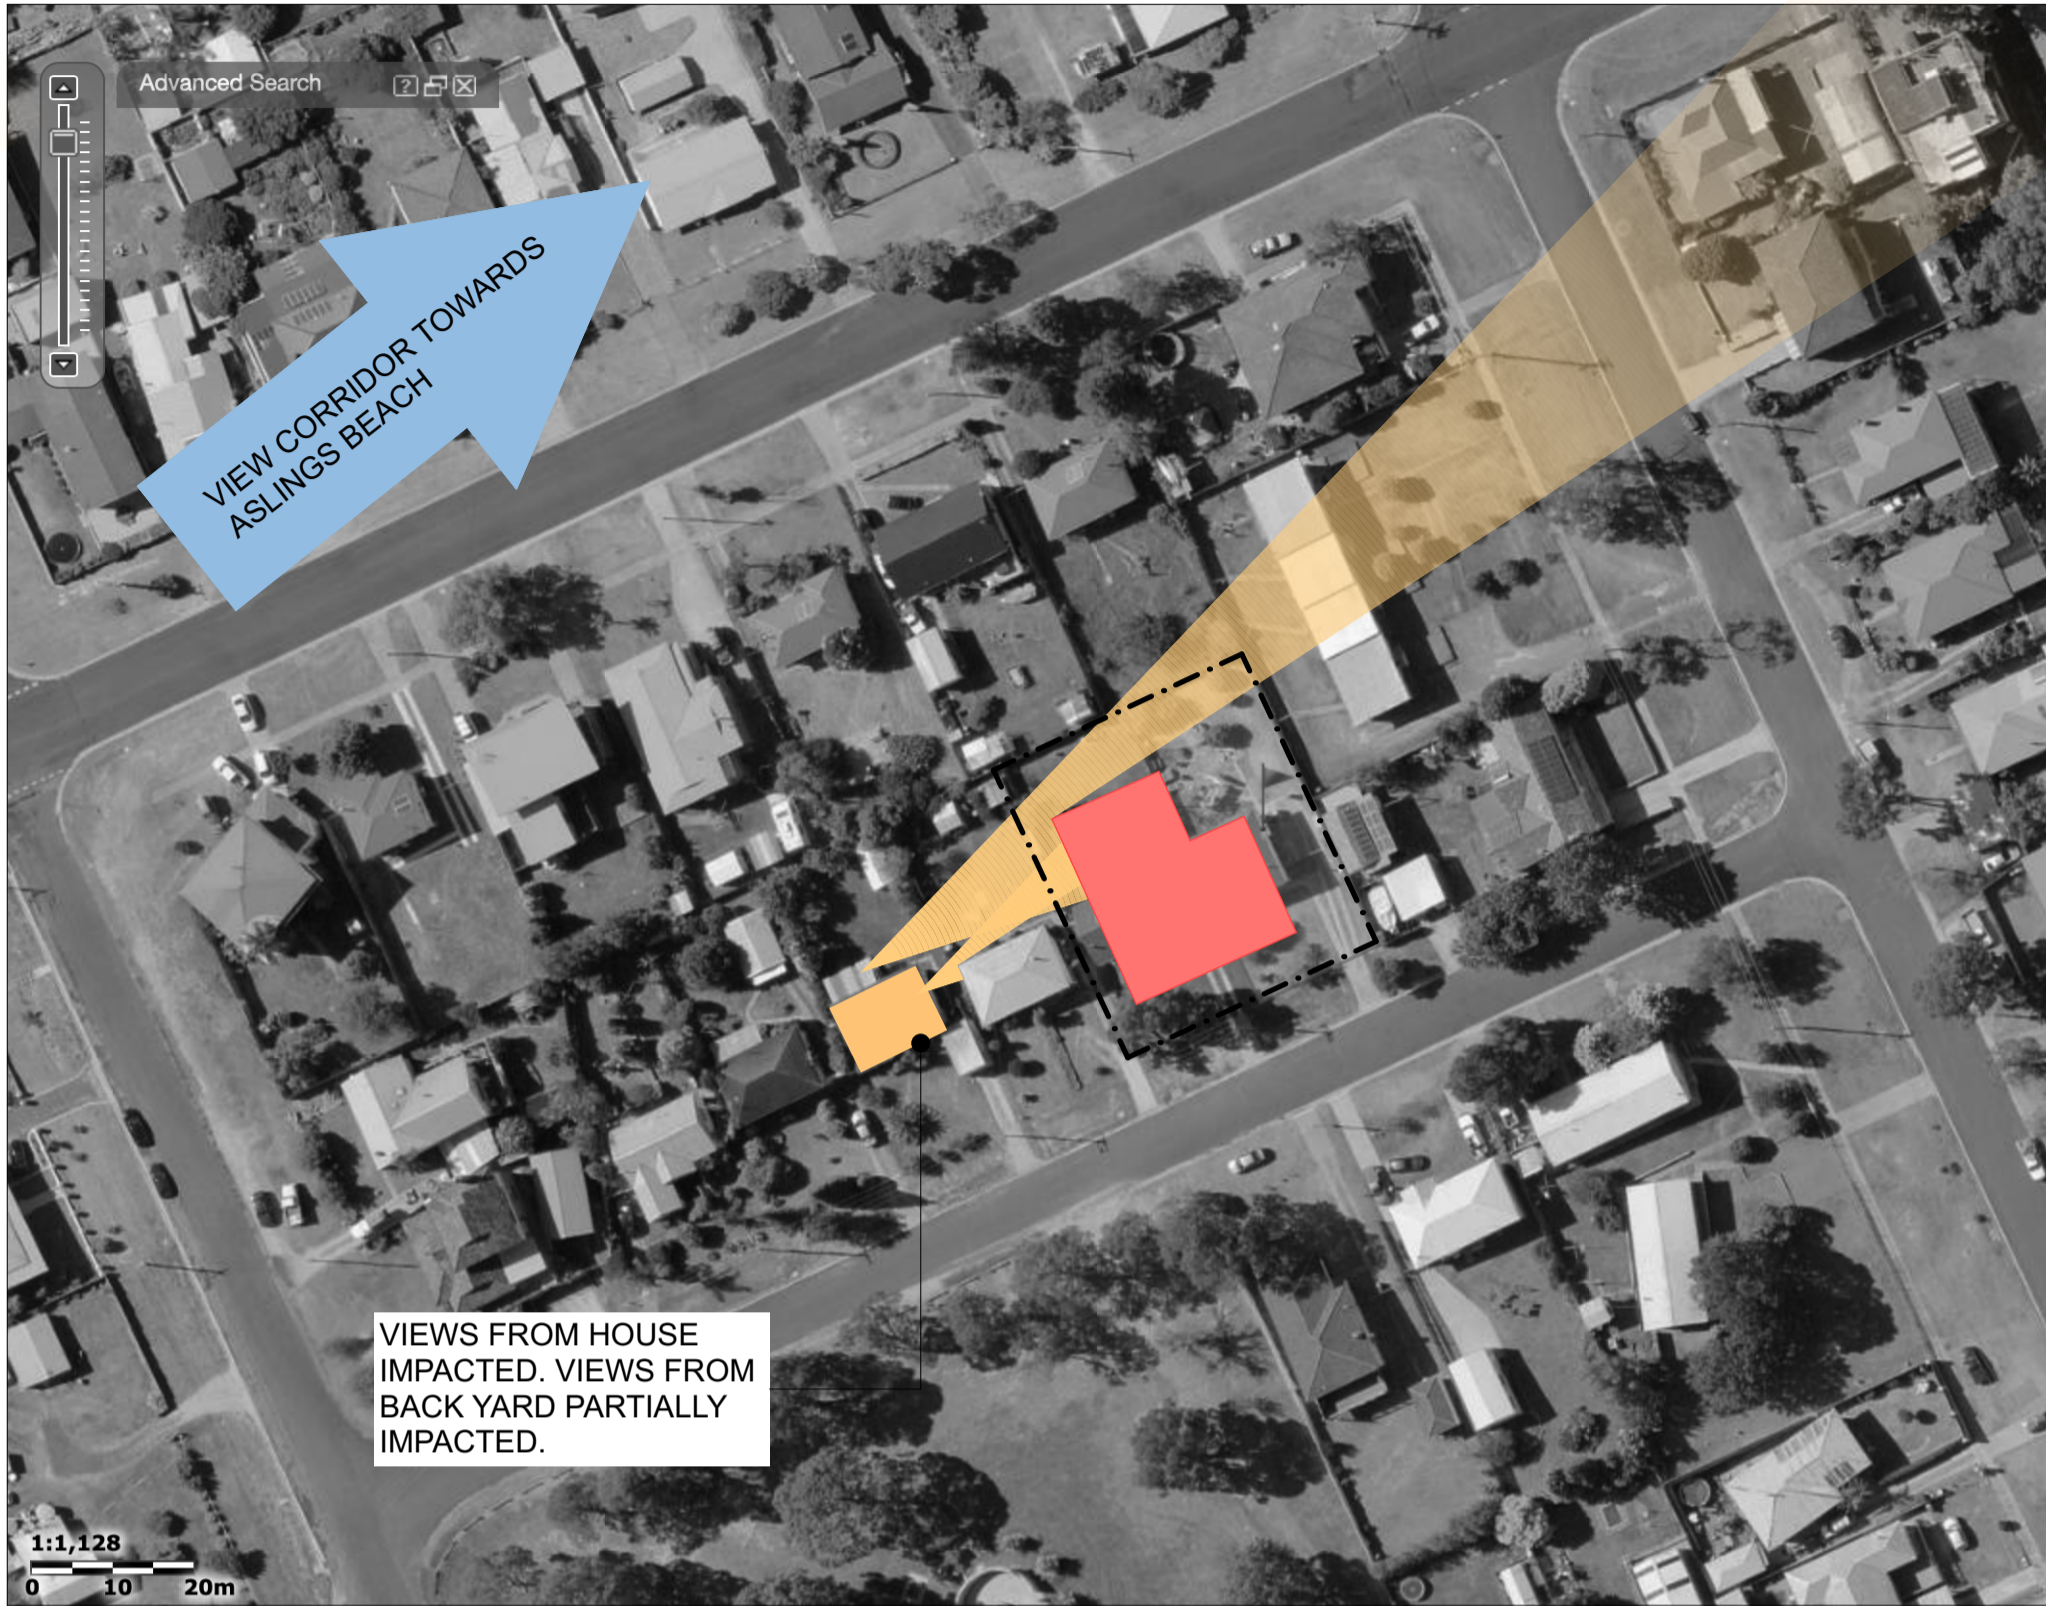 Advanced Search
VIEW CORRIDOR TOWARDS
ASLINGS BEACH
VIEWS FROM HOUSE
IMPACTED. VIEWS FROM
BACK YARD PARTIALLY
IMPACTED.
1:1,128
0 10 20m